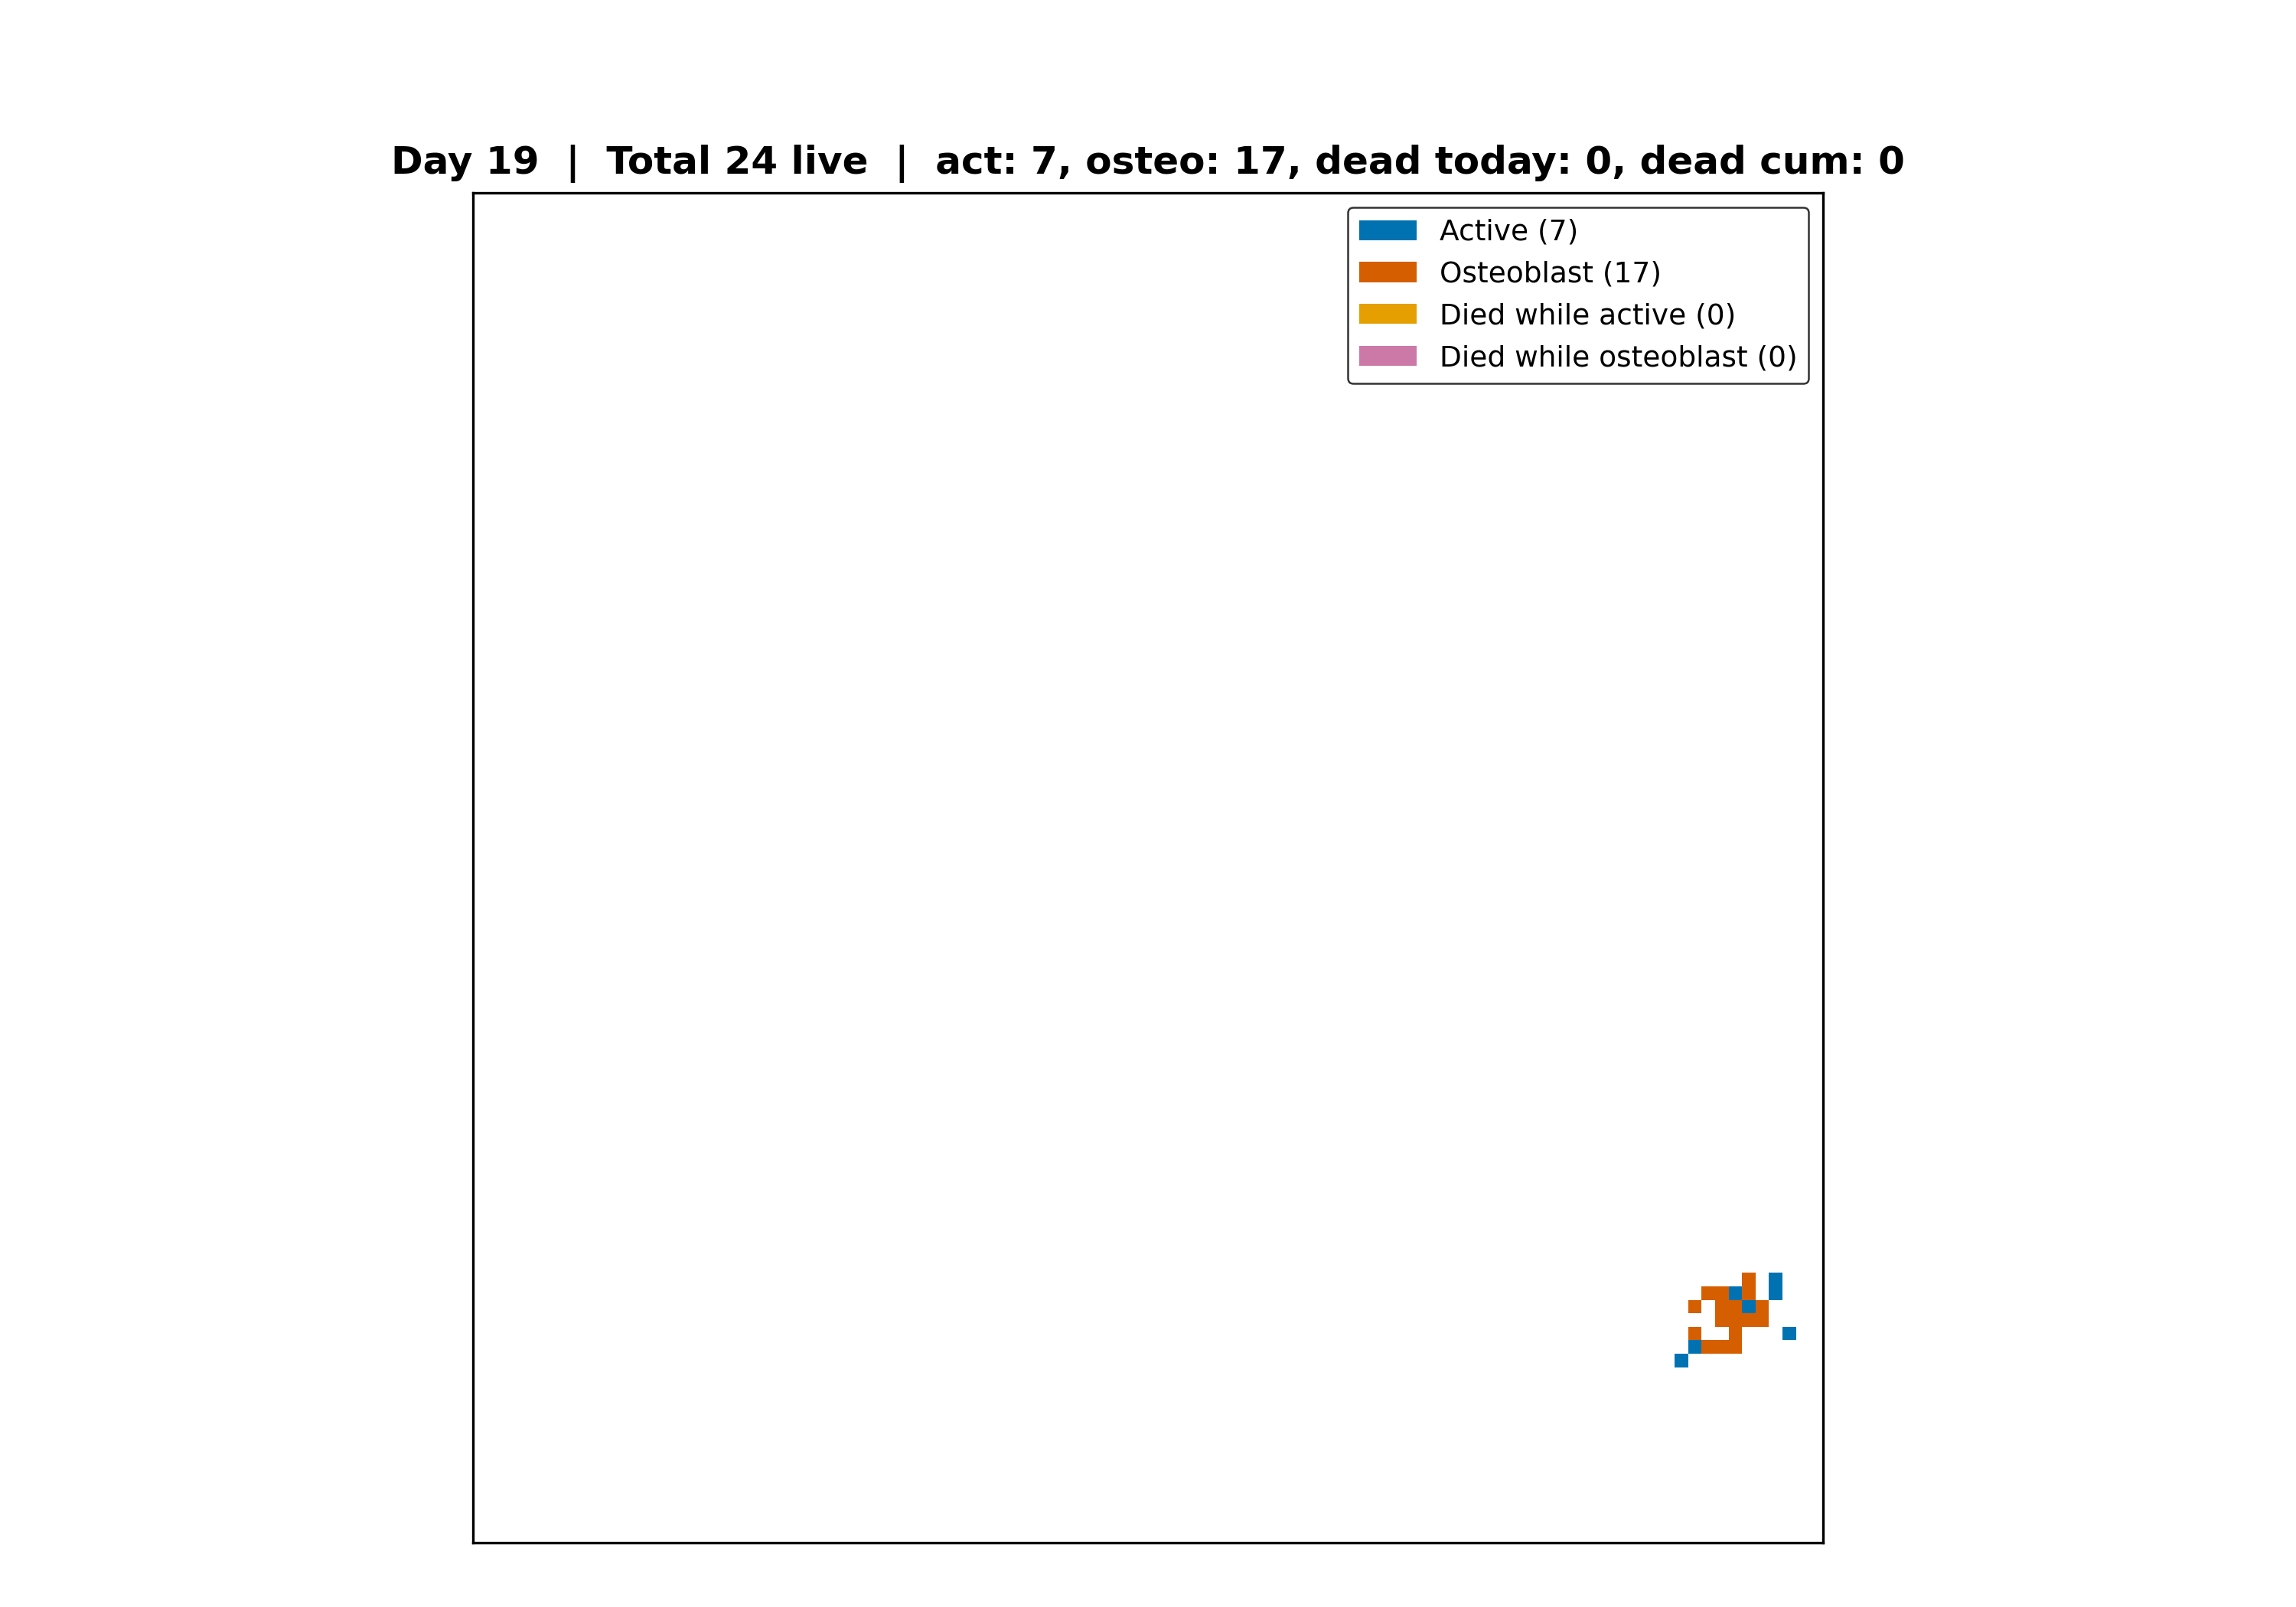 Day 19 | Total 24 live | act: 7, osteo: 17, dead today: 0, dead cum: 0
Active (7)
Osteoblast (17)
Died while active (0)
Died while osteoblast (0)